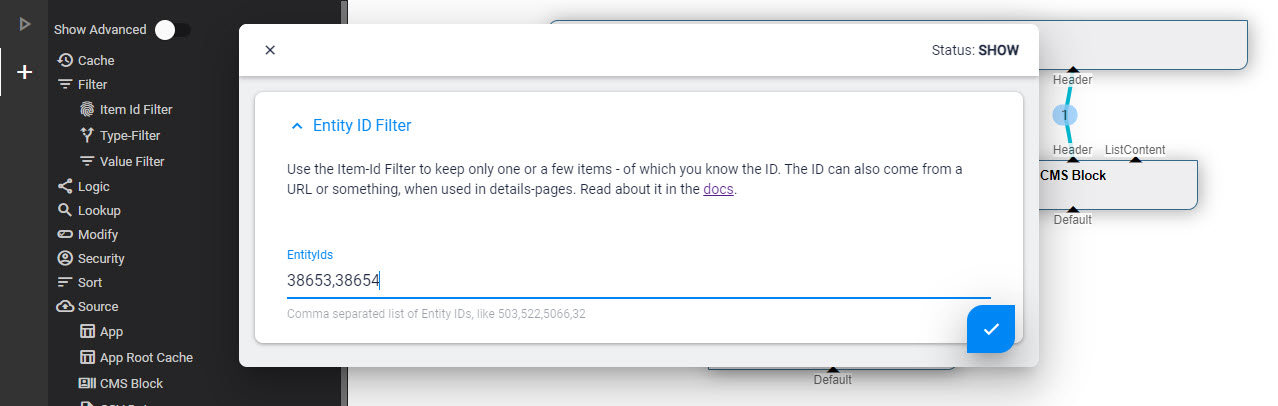 Show Advanced
Cache
Filter
Item Id Filter
Type-Filter
Value Filter
Logic
Lookup
Modify
Security
Sort
Source
App
App Root Cache
CMS Block
Status: SHOW
Entity ID Filter
Use the Item-Id Filter to keep only one or a few items - of which you know the ID. The ID can also come from a
URL or something, when used in details-pages. Read about it in the docs.
EntityIds
38653,38654
Comma separated list of Entity IDs, like 503,522,5066,32
Header
1
Header ListContent
CMS Block
Default
Default